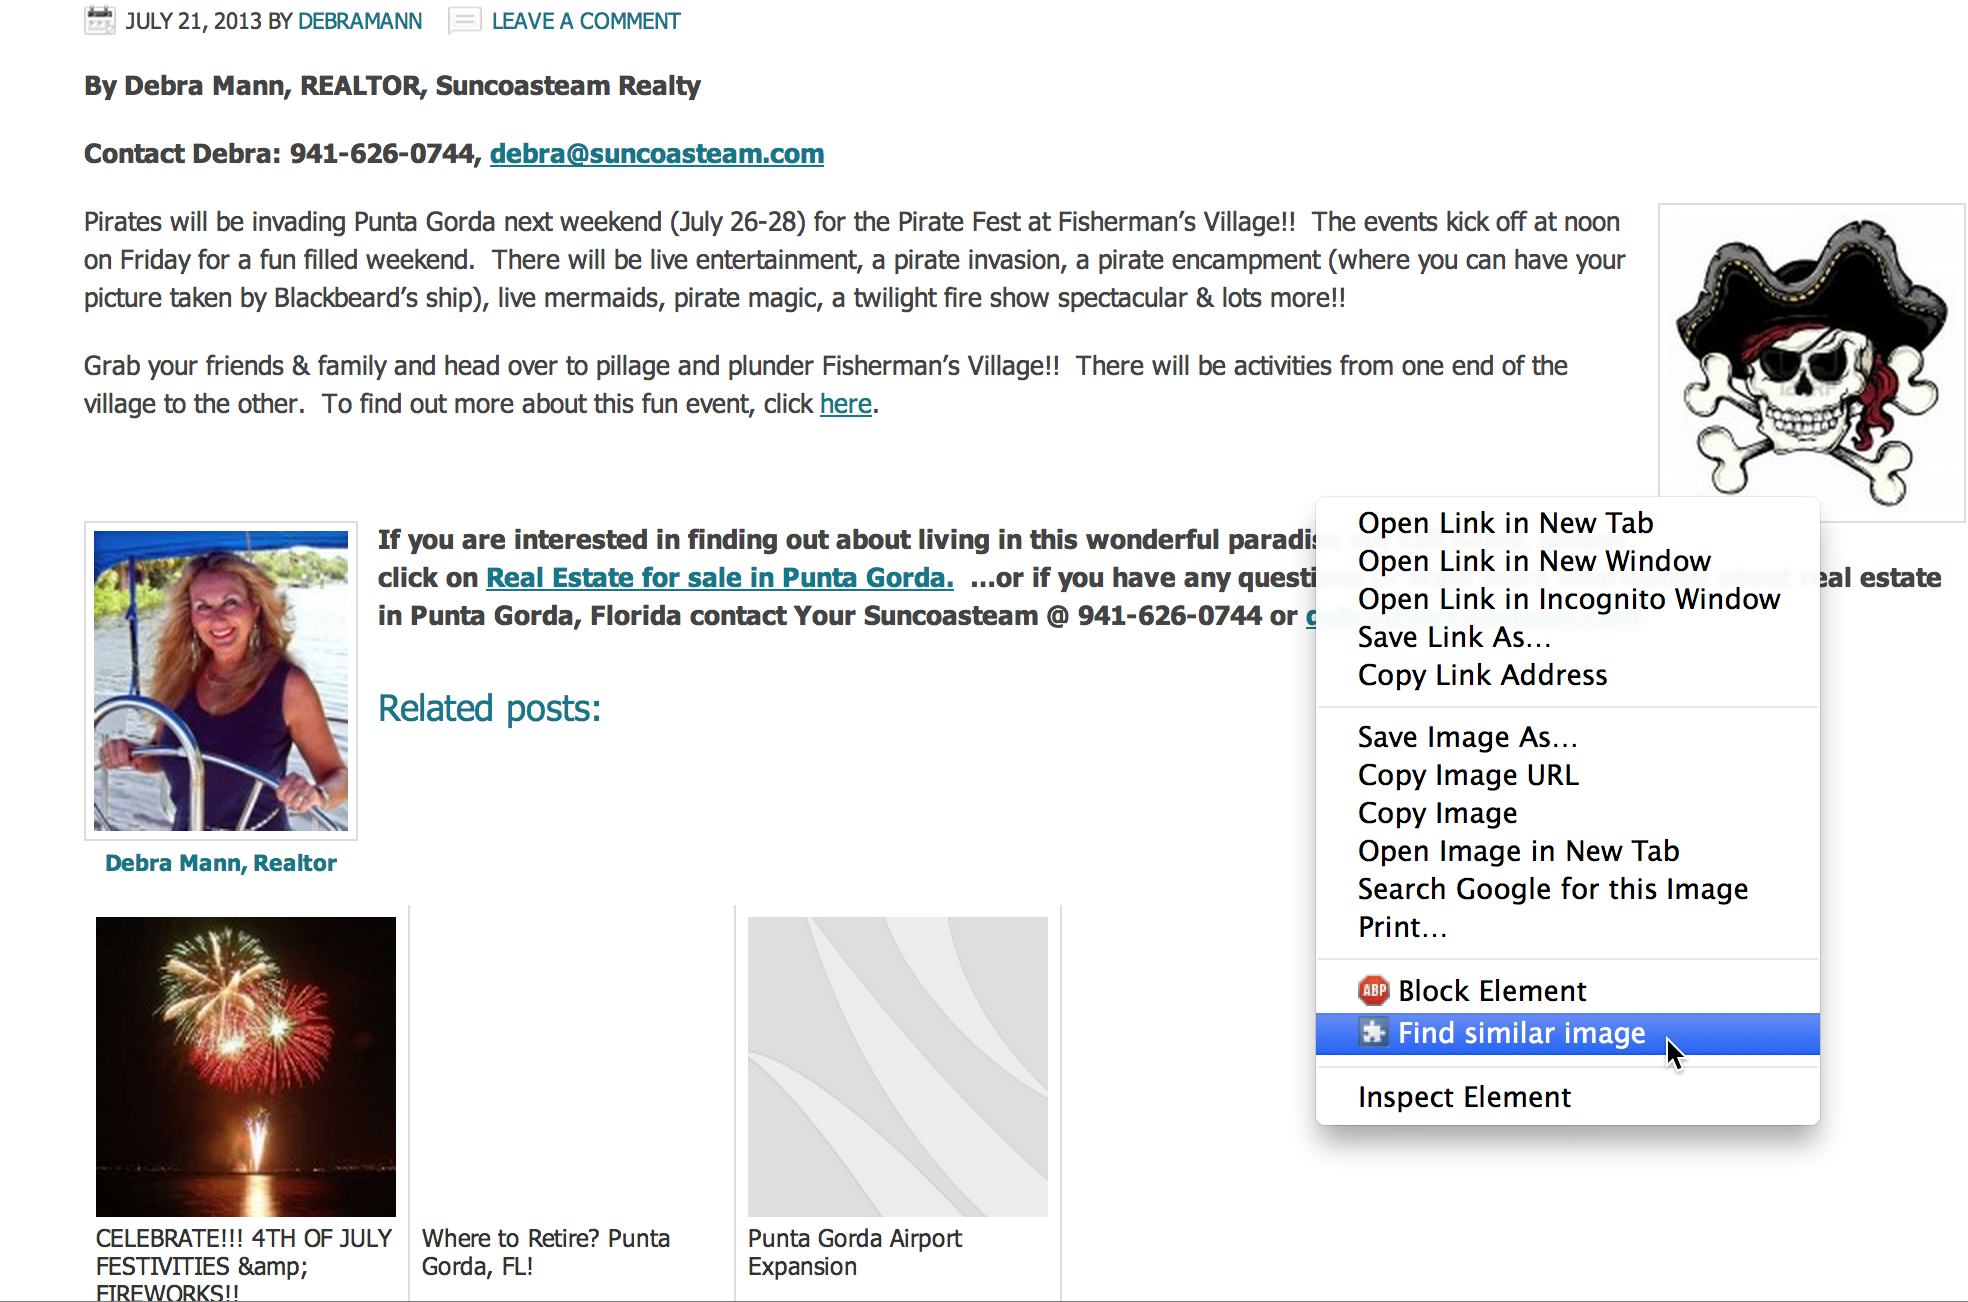 JULY 21, 2013 BY DEBRAMANN LEAVE A COMMENT
By Debra Mann, REALTOR, Suncoasteam Realty
Contact Debra: 941-626-0744, debra@suncoasteam.com
Pirates will be invading Punta Gorda next weekend (July 26-28) for the Pirate Fest at Fisherman’s Village!!  The events kick off at noon
on Friday for a fun filled weekend.  There will be live entertainment, a pirate invasion, a pirate encampment (where you can have your
picture taken by Blackbeard’s ship), live mermaids, pirate magic, a twilight fire show spectacular & lots more!!
Grab your friends & family and head over to pillage and plunder Fisherman’s Village!!  There will be activities from one end of the
village to the other.  To find out more about this fun event, click here.
If you are interested in finding out about living in this wonderful
click on Real Estate for sale in Punta Gorda.  ...or if you have any real estate
in Punta Gorda, Florida contact Your Suncoasteam @ 941-626-0744 or
Related posts:
Debra Mann, Realtor
CELEBRATE!!! 4TH OF JULY
FESTIVITIES &amp;
FIREWORKS!!
Where to Retire? Punta
Gorda, FL!
Punta Gorda Airport
Expansion
Open Link in New Tab
Open Link in New Window
Open Link in Incognito Window
Save Link As...
Copy Link Address
Save Image As...
Copy Image URL
Copy Image
Open Image in New Tab
Search Google for this Image
Print...
ABP Block Element
Find similar image
Inspect Element